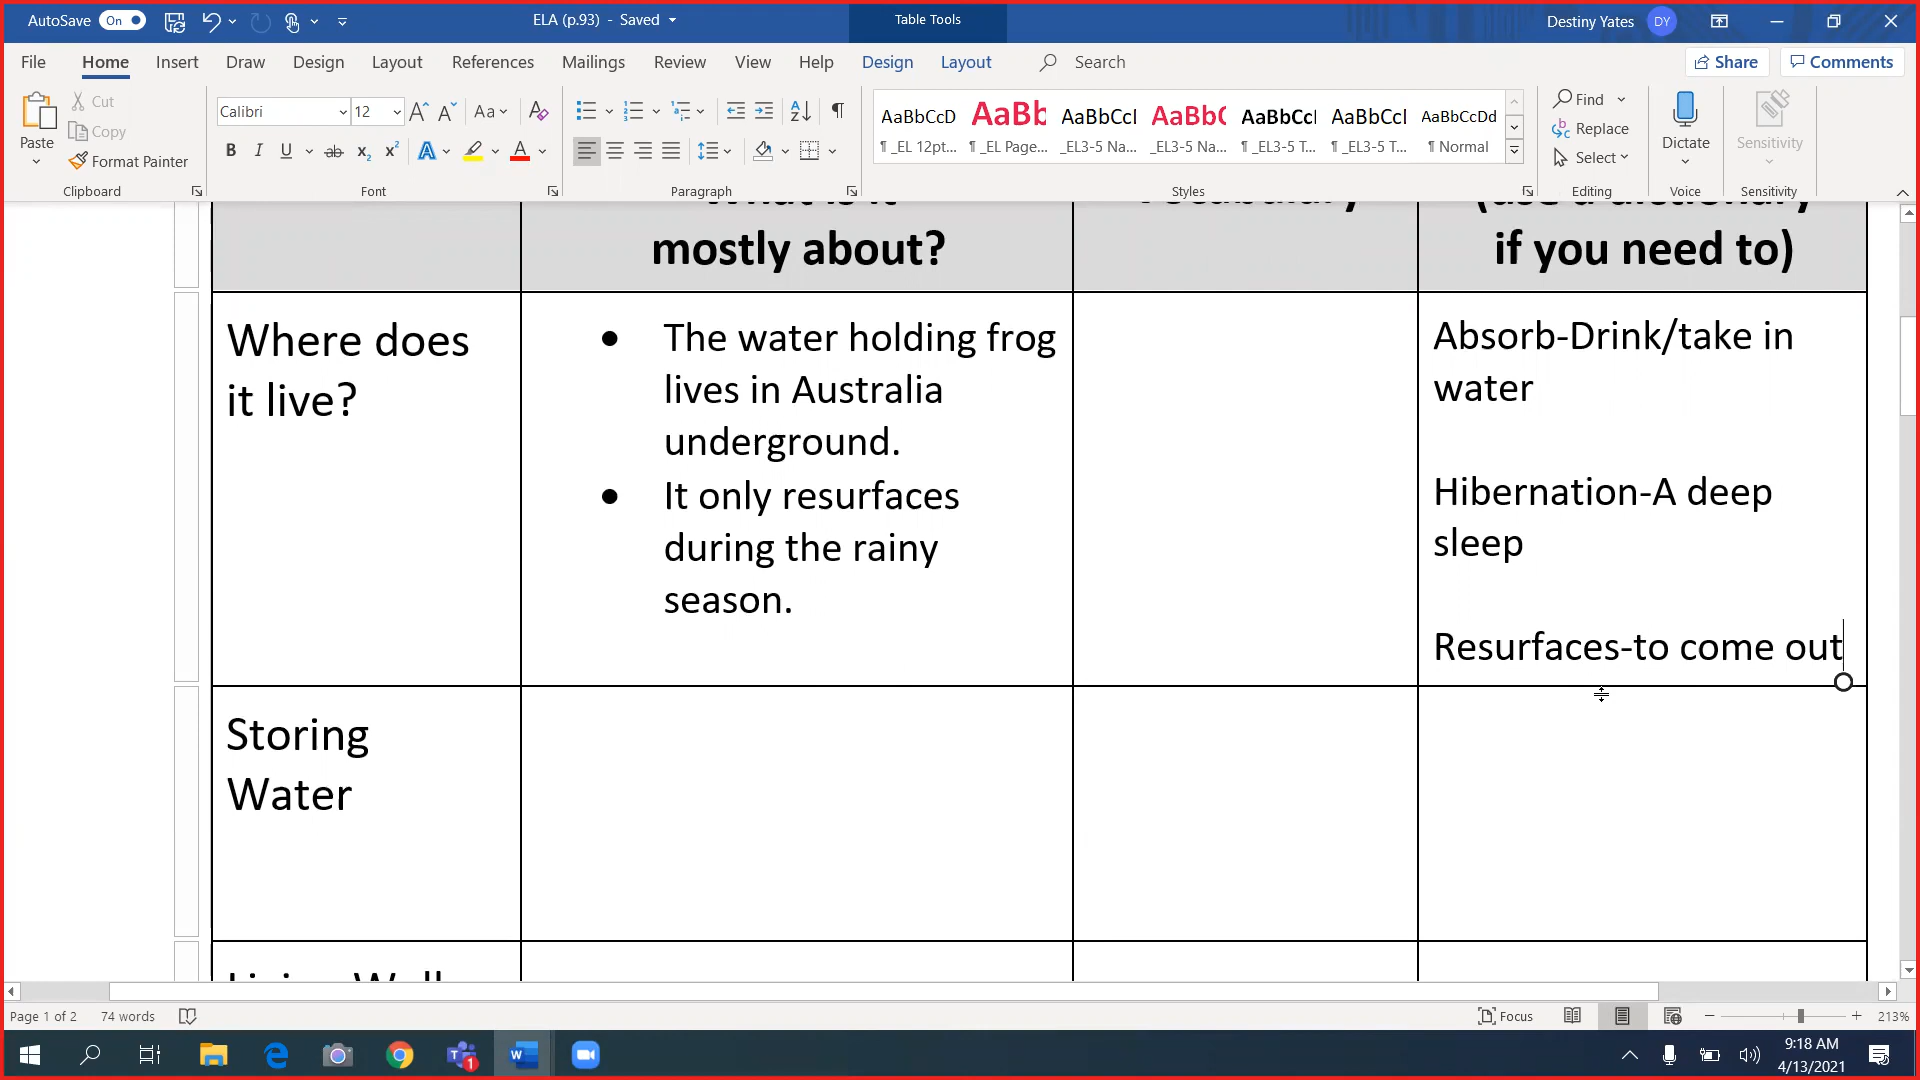 AutoSave On
ELA (p.93) - Saved
Table Tools
Destiny Yates DY
File Home Insert Draw Design Layout References Mailings Review View Help Design Layout Search Share Comments
Paste
Cut
Copy
Format Painter
Clipboard
Calibri 12
Aa
B I U ab x₂ x² A A
Font
Paragraph
AaBbCcD AaBb AaBbCcI AaBb( AaBbCcI AaBbCcI AaBbCcDd
¶ _EL 12pt... ¶ _EL Page... _EL3-5 Na... _EL3-5 Na... ¶ _EL3-5 T... ¶ _EL3-5 T... ¶ Normal
Styles
Find
Replace
Select
Editing
Dictate
Voice
Sensitivity
Sensitivity
mostly about?
if you need to)
Where does
it live?
• The water holding frog
lives in Australia
underground.
• It only resurfaces
during the rainy
season.
Absorb-Drink/take in
water
Hibernation-A deep
sleep
Resurfaces-to come out
Storing
Water
Page 1 of 2 74 words
Focus
213%
9:18 AM
4/13/2021